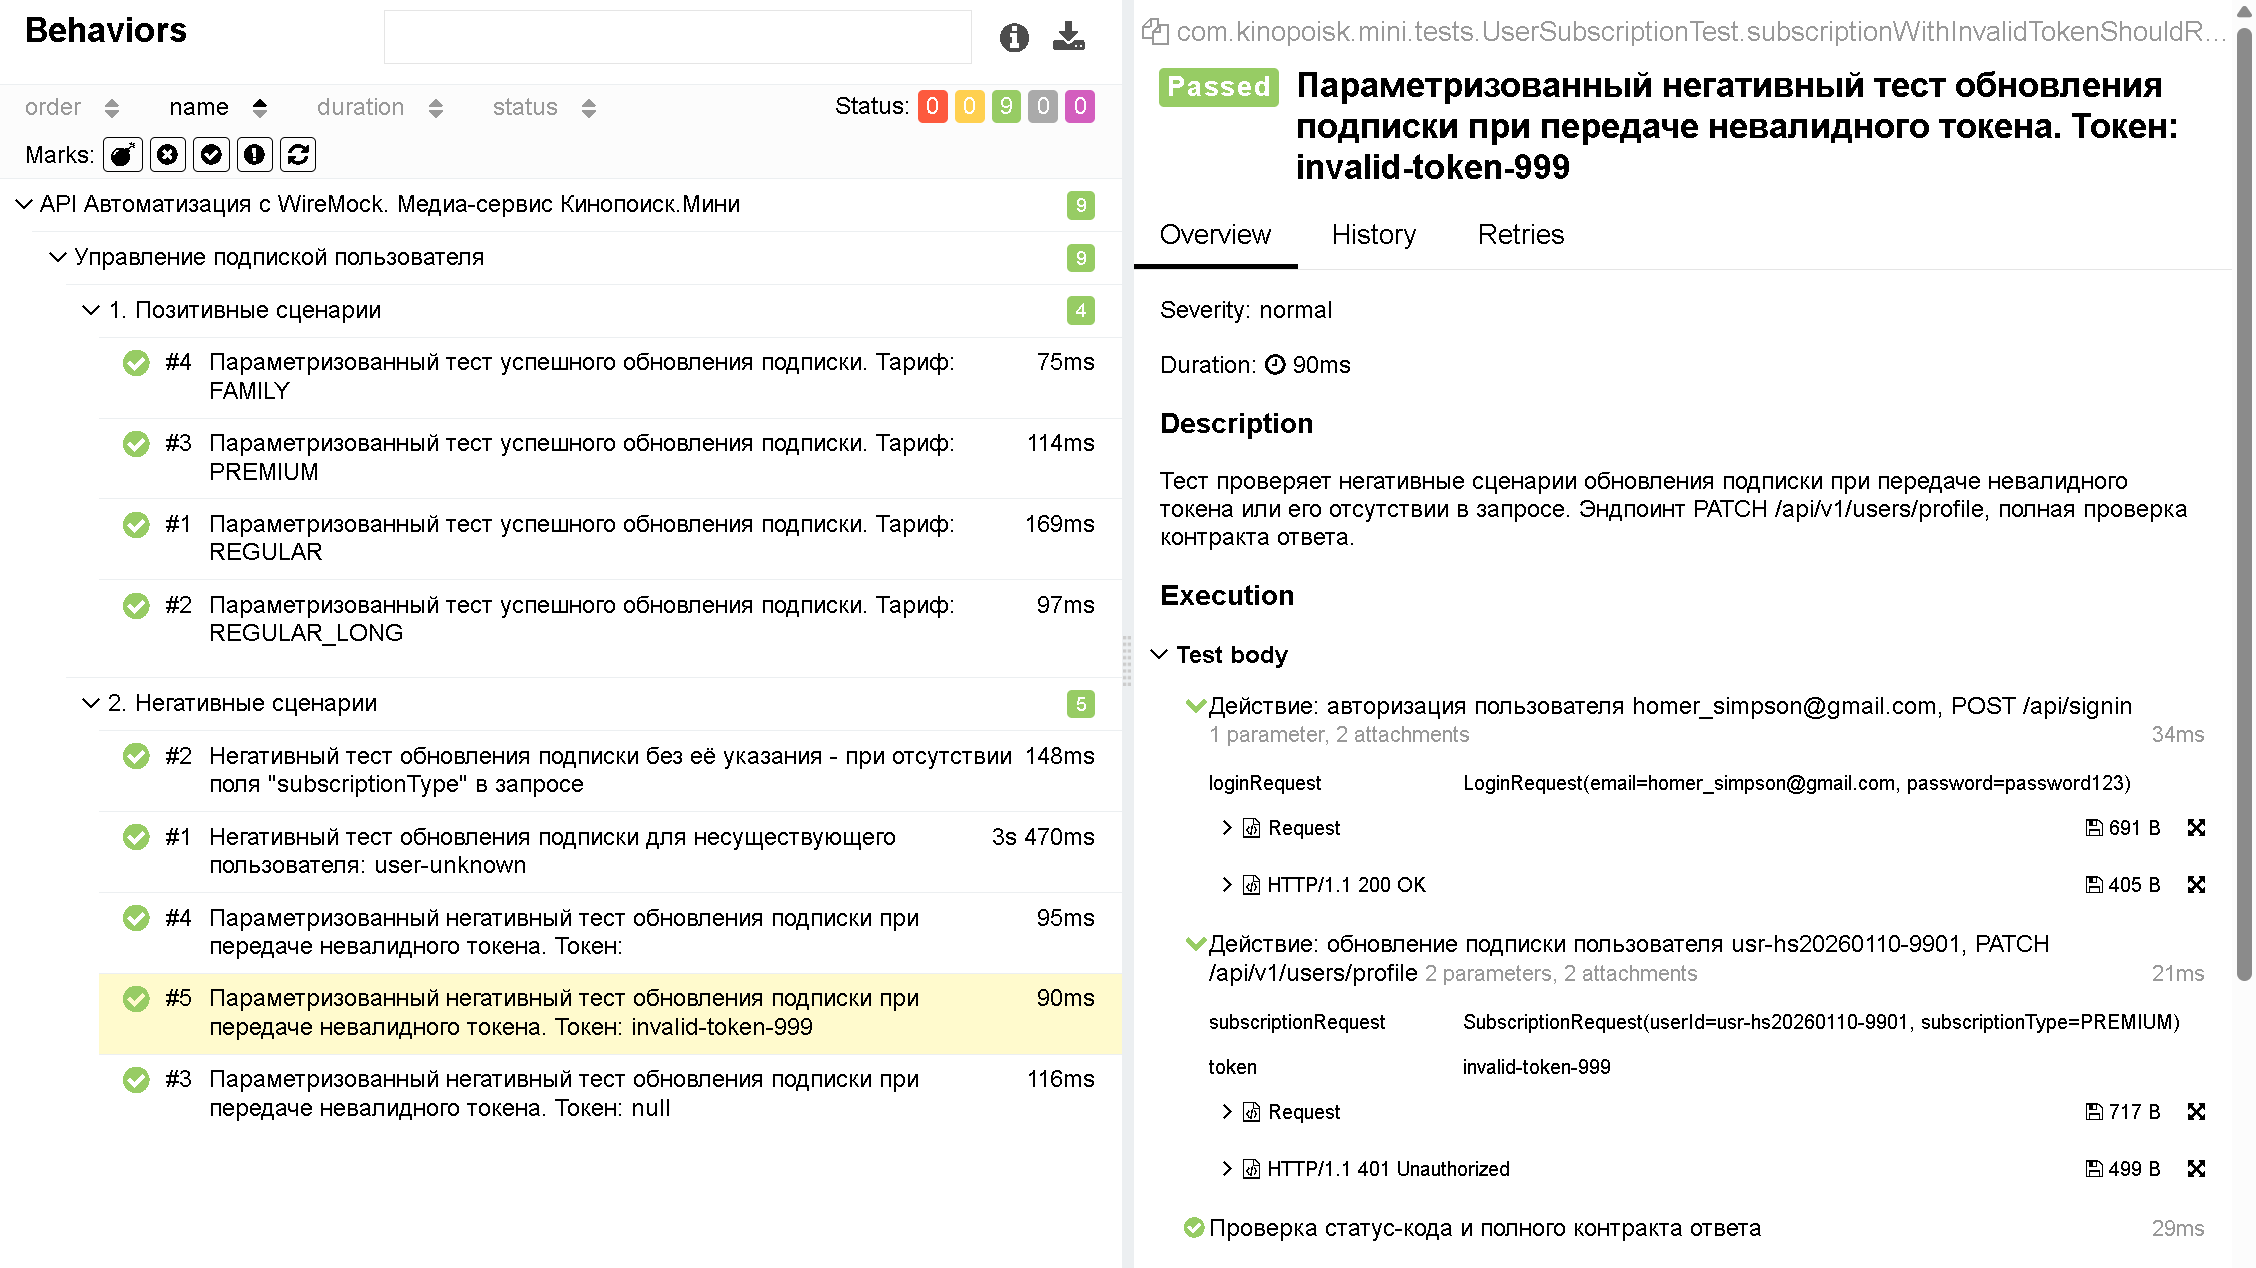 Behaviors
order name duration status Status: 0 0 9 0 0
Marks:
API Автоматизация с WireMock. Медиа-сервис Кинопоиск.Мини 9
Управление подпиской пользователя 9
1. Позитивные сценарии 4
#4 Параметризованный тест успешного обновления подписки. Тариф: 75ms
FAMILY
#3 Параметризованный тест успешного обновления подписки. Тариф: 114ms
PREMIUM
#1 Параметризованный тест успешного обновления подписки. Тариф: 169ms
REGULAR
#2 Параметризованный тест успешного обновления подписки. Тариф: 97ms
REGULAR_LONG
2. Негативные сценарии 5
#2 Негативный тест обновления подписки без её указания - при отсутствии 148ms
поля "subscriptionType" в запросе
#1 Негативный тест обновления подписки для несуществующего 3s 470ms
пользователя: user-unknown
#4 Параметризованный негативный тест обновления подписки при 95ms
передаче невалидного токена. Токен:
#5 Параметризованный негативный тест обновления подписки при 90ms
передаче невалидного токена. Токен: invalid-token-999
#3 Параметризованный негативный тест обновления подписки при 116ms
передаче невалидного токена. Токен: null
com.kinopoisk.mini.tests.UserSubscriptionTest.subscriptionWithInvalidTokenShouldR...
Passed Параметризованный негативный тест обновления
подписки при передаче невалидного токена. Токен:
invalid-token-999
Overview History Retries
Severity: normal
Duration: 90ms
Description
Тест проверяет негативные сценарии обновления подписки при передаче невалидного
токена или его отсутствии в запросе. Эндпоинт PATCH /api/v1/users/profile, полная проверка
контракта ответа.
Execution
Test body
Действие: авторизация пользователя homer_simpson@gmail.com, POST /api/signin
1 parameter, 2 attachments 34ms
loginRequest LoginRequest(email=homer_simpson@gmail.com, password=password123)
Request 691 B
HTTP/1.1 200 OK 405 B
Действие: обновление подписки пользователя usr-hs20260110-9901, PATCH
/api/v1/users/profile 2 parameters, 2 attachments 21ms
subscriptionRequest SubscriptionRequest(userId=usr-hs20260110-9901, subscriptionType=PREMIUM)
token invalid-token-999
Request 717 B
HTTP/1.1 401 Unauthorized 499 B
Проверка статус-кода и полного контракта ответа 29ms